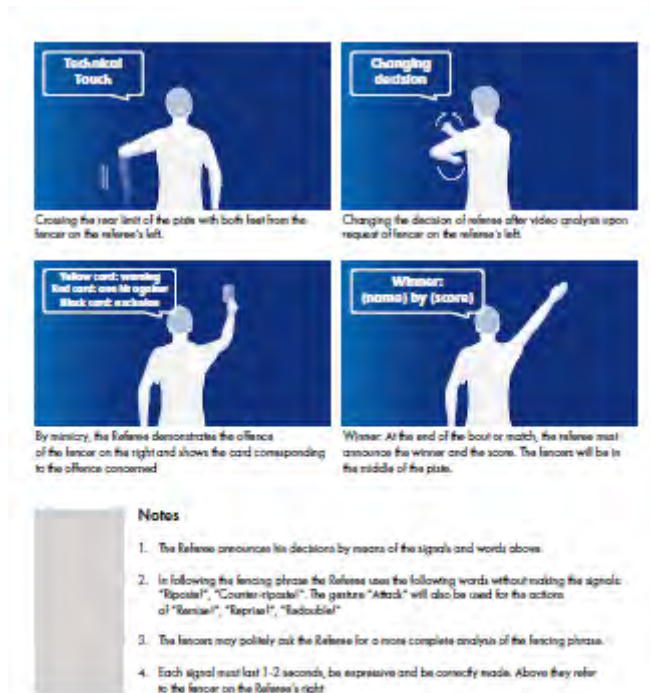 Technical
Touch
Changing
decision
Crossing the rear limit of the piste with both feet from the
fencer on the referee's left.
Changing the decision of referee after video analysis upon
request of fencer on the referee's left.
Yellow card: warning
Red card: one hit against
Black card: exclusion
Winner:
(name) by (score)
By mimicry, the Referee demonstrates the offence
of the fencer on the right and shows the card corresponding
to the offence concerned
Winner: At the end of the bout or match, the referee must
announce the winner and the score. The fencers will be in
the middle of the piste.
Notes
1. The Referee announces his decisions by means of the signals and words above.
2. In following the fencing phrase the Referee uses the following words without making the signals:
"Riposte!", "Counter-riposte!". The gesture "Attack" will also be used for the actions
of "Remise!", "Reprise!", "Redouble!"
3. The fencers may politely ask the Referee for a more complete analysis of the fencing phrase.
4. Each signal must last 1-2 seconds, be expressive and be correctly made. Above they refer
to the fencer on the Referee's right